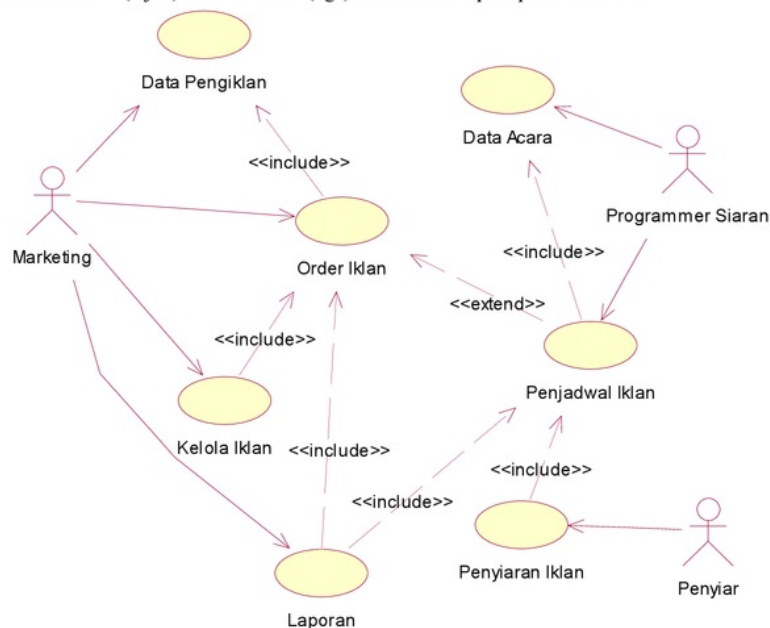 Data Pengiklan
Data Acara
<<include>>
Programmer Siaran
Marketing
Order Iklan
<<include>>
<<extend>>
<<include>>
Penjadwal Iklan
Kelola Iklan
<<include>>
<<include>>
<<include>>
Penyiaran Iklan
Penyiar
Laporan